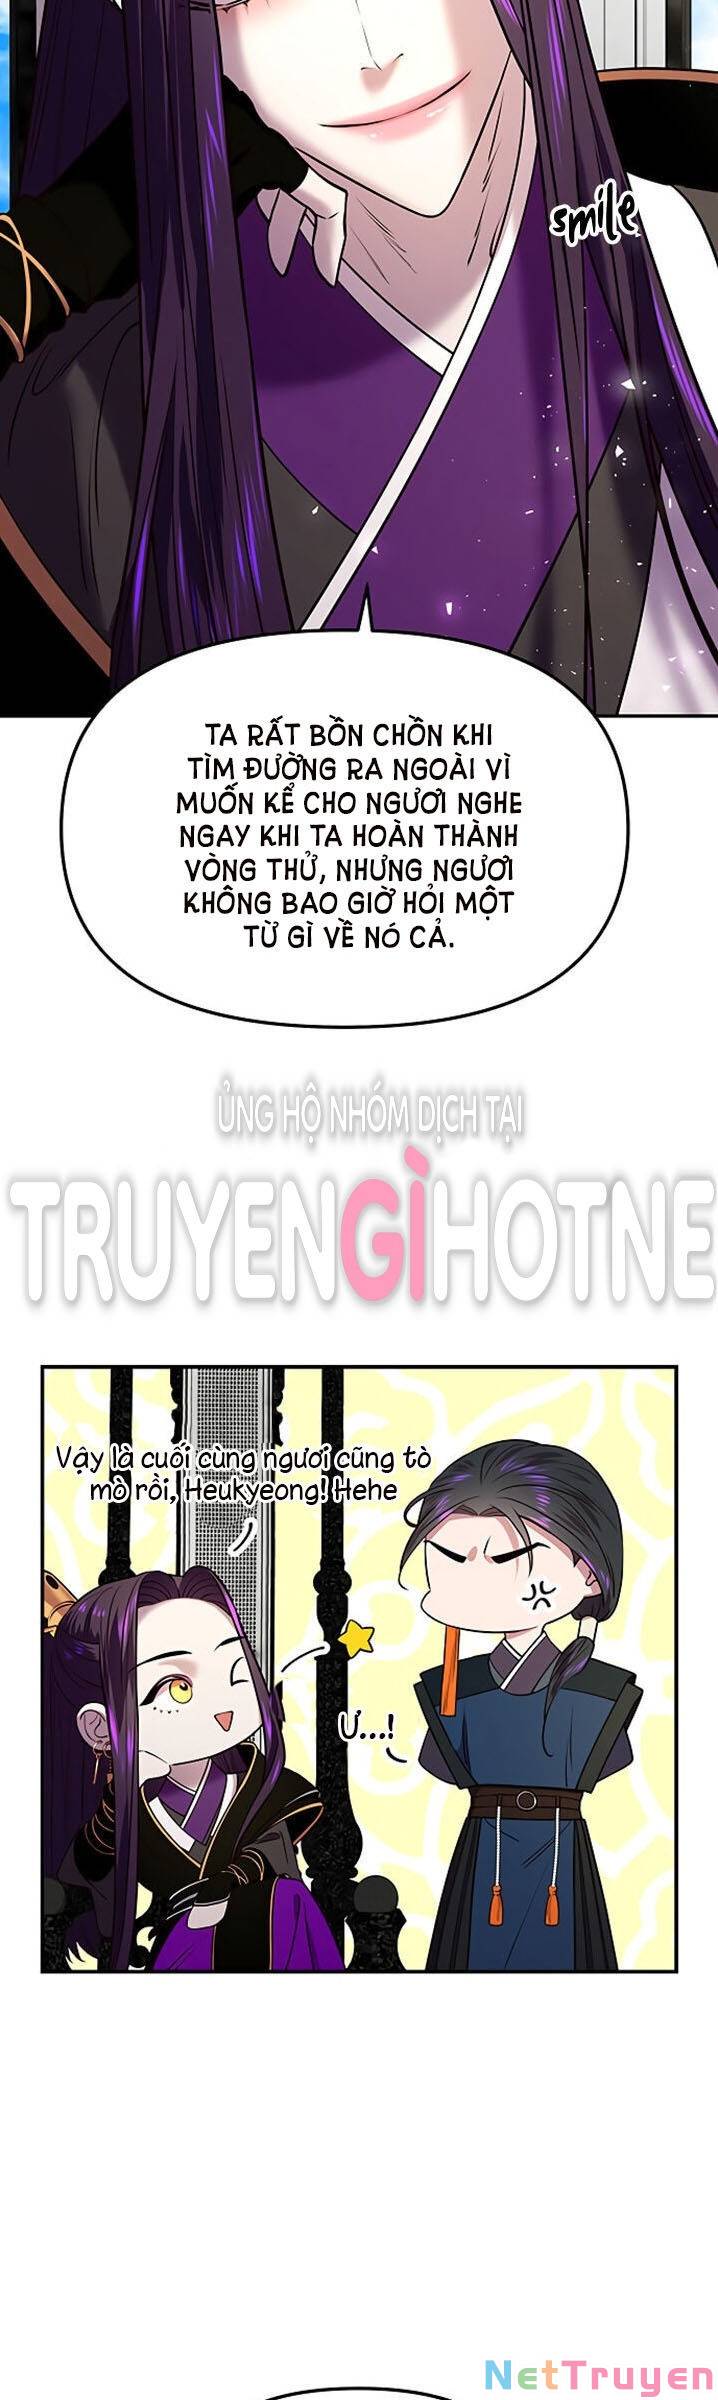 smile
TA RẤT BỒN CHỒN KHI
TÌM ĐƯỜNG RA NGOÀI VÌ
MUỐN KỂ CHO NGƯƠI NGHE
NGAY KHI TA HOÀN THÀNH
VÒNG THỬ, NHƯNG NGƯƠI
KHÔNG BAO GIỜ HỎI MỘT
TỪ GÌ VỀ NÓ CẢ.
ỦNG HỘ NHÓM DỊCH TẠI
TRUYENGÌHOTNE
Vậy là cuối cùng ngươi cũng tò
mò rồi, Heukyeong! Hehe
Ư...!
NetTruyen